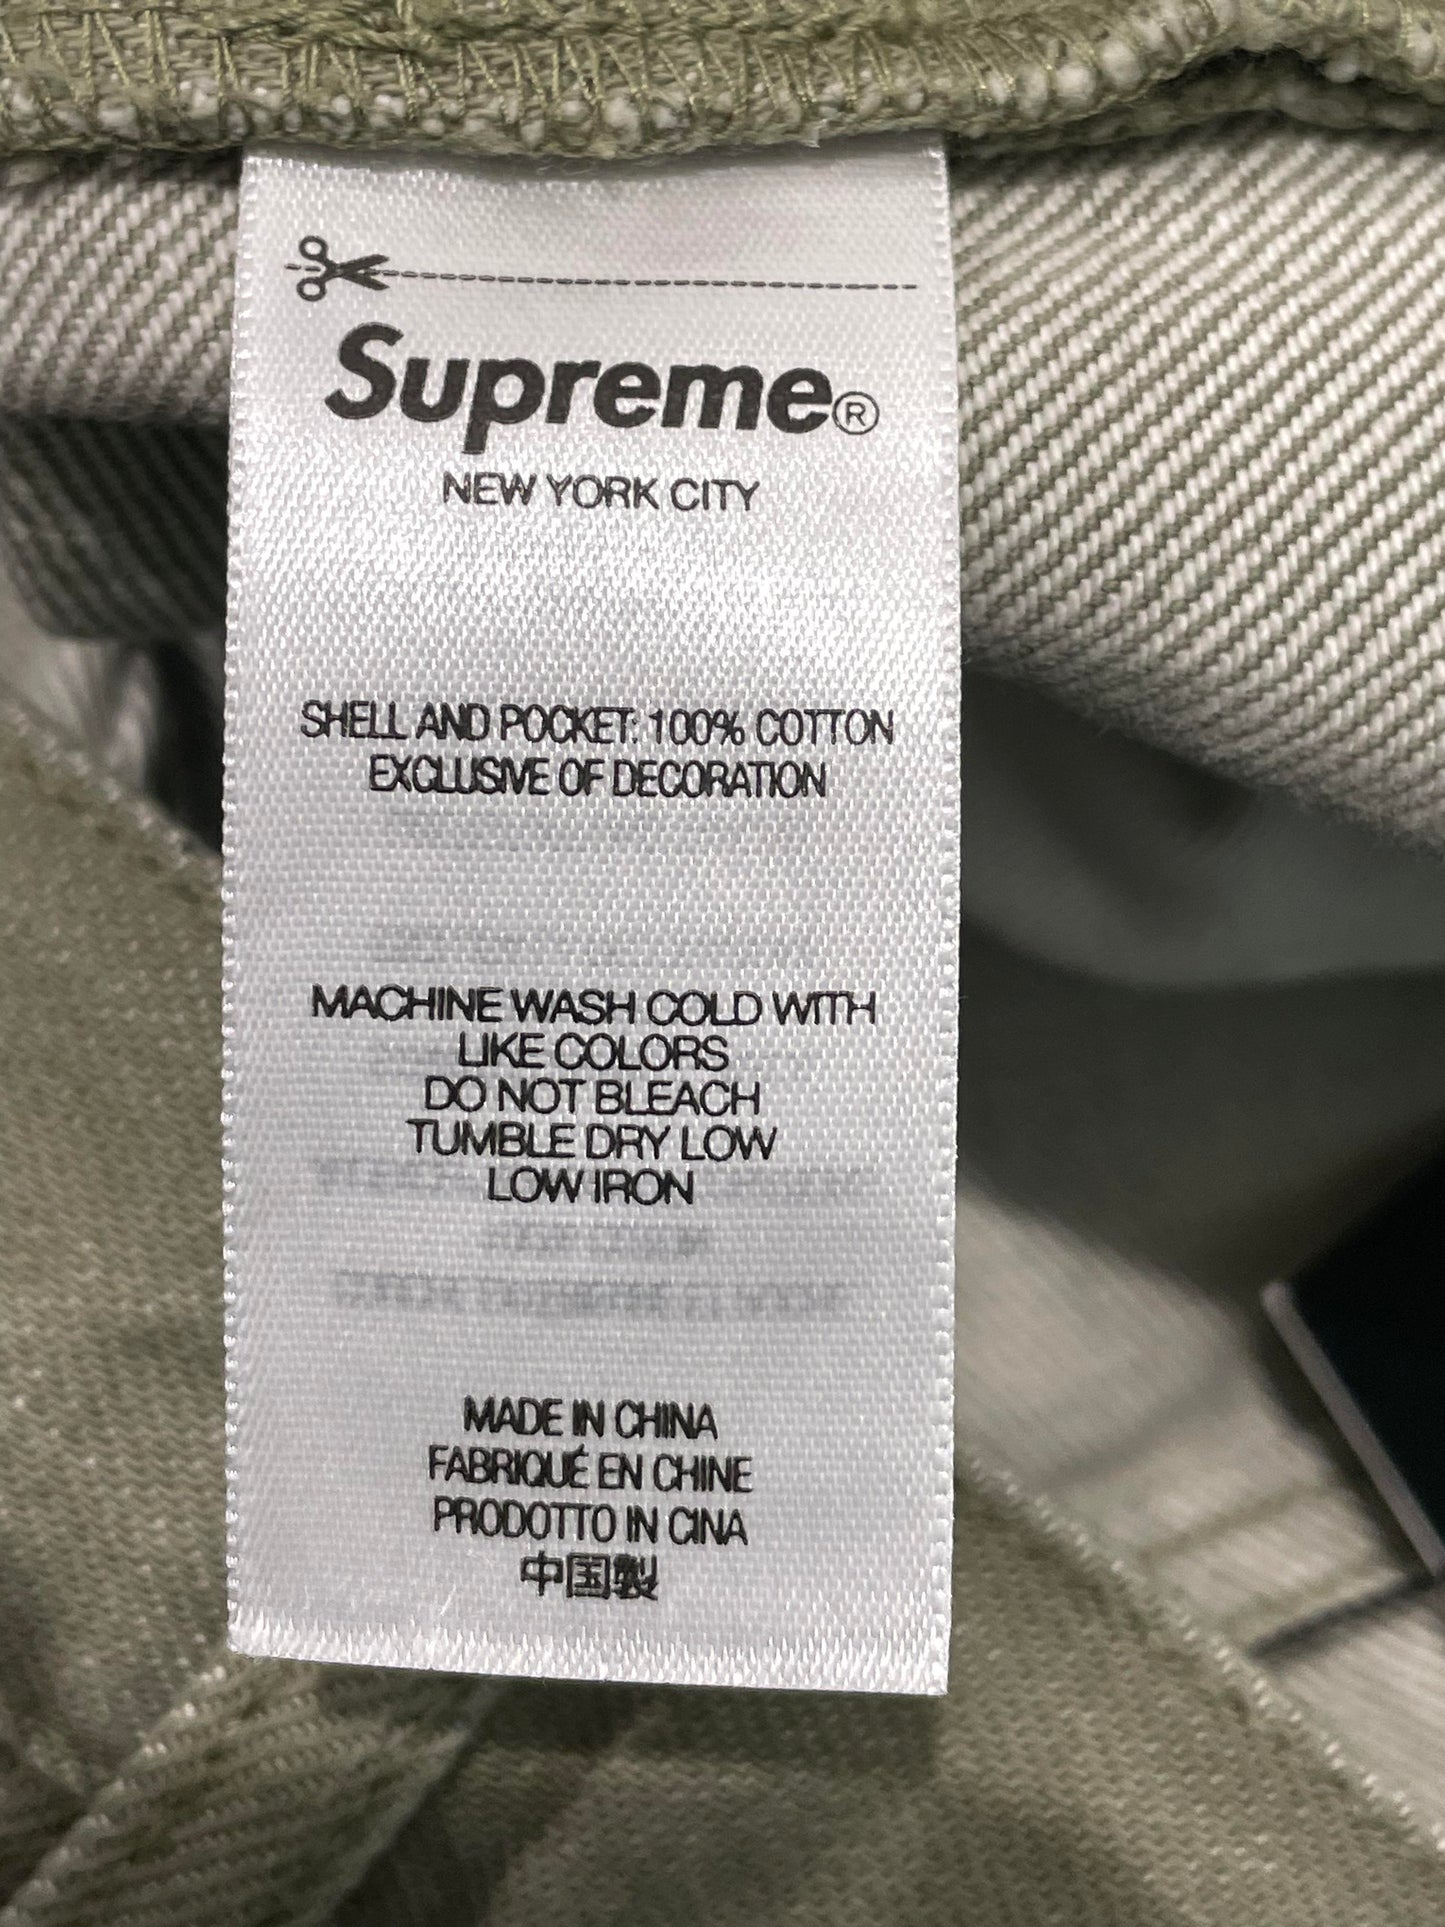 Supreme®
NEW YORK CITY
SHELL AND POCKET: 100% COTTON
EXCLUSIVE OF DECORATION
MACHINE WASH COLD WITH
LIKE COLORS
DO NOT BLEACH
TUMBLE DRY LOW
LOW IRON
MADE IN CHINA
FABRIQUÉ EN CHINE
PRODOTTO IN CINA
中国製